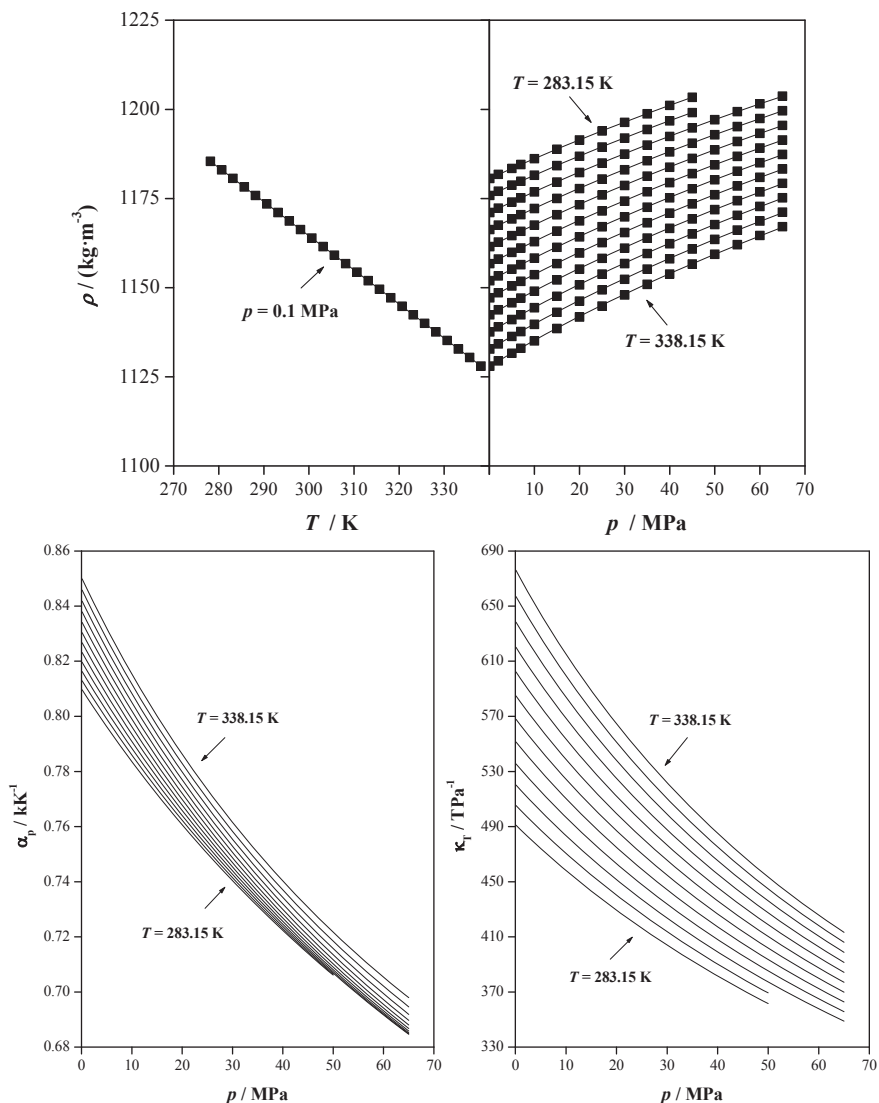 1225
1200
1175
1150
1125
1100
ρ / (kg·m⁻³)
T = 283.15 K
p = 0.1 MPa
T = 338.15 K
270 280 290 300 310 320 330
10 20 30 40 50 60 70
T / K
p / MPa
0.86
0.84
0.82
0.80
0.78
0.76
0.74
0.72
0.70
0.68
αp / kK⁻¹
T = 338.15 K
T = 283.15 K
0 10 20 30 40 50 60 70
p / MPa
690
650
610
570
530
490
450
410
370
330
κT / TPa⁻¹
T = 338.15 K
T = 283.15 K
0 10 20 30 40 50 60 70
p / MPa